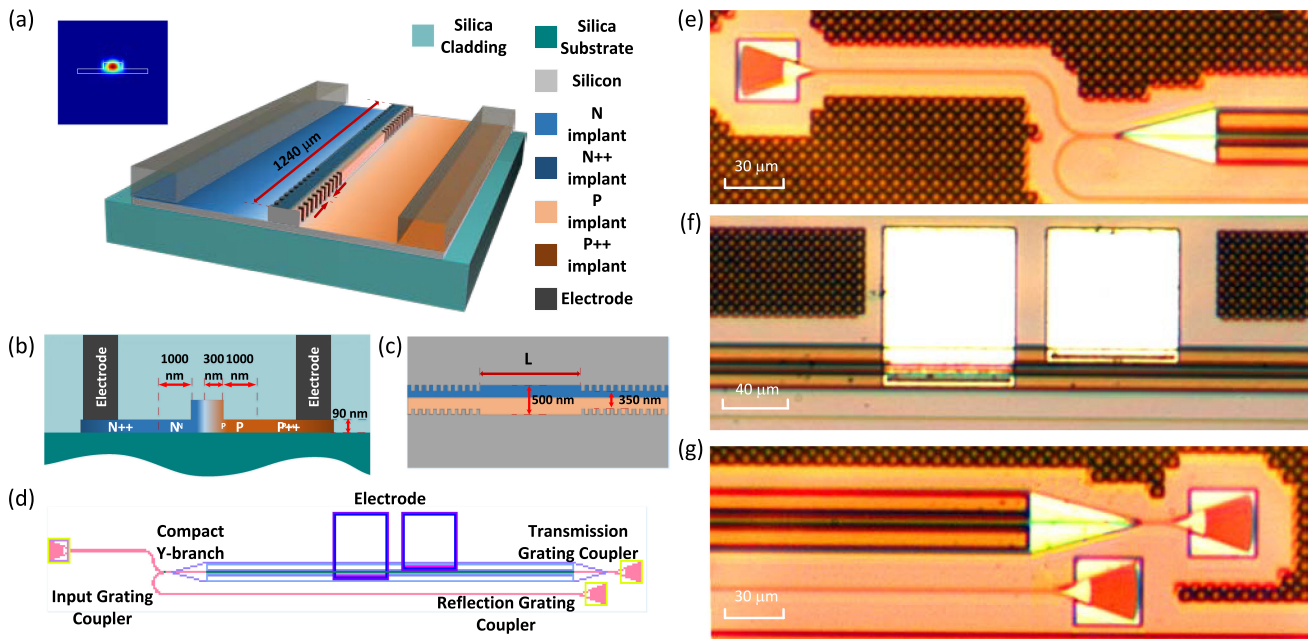 (a)
Silica
Cladding
Silica
Substrate
Silicon
N
implant
N++
implant
P
implant
P++
implant
Electrode
1240 μm
(b)
Electrode
1000
nm
300
nm
1000
nm
Electrode
90 nm
N++
N
N
P
P
P++
(c)
L
500 nm
350 nm
(d)
Electrode
Compact
Y-branch
Transmission
Grating Coupler
Input Grating
Coupler
Reflection Grating
Coupler
(e)
30 μm
(f)
40 μm
(g)
30 μm